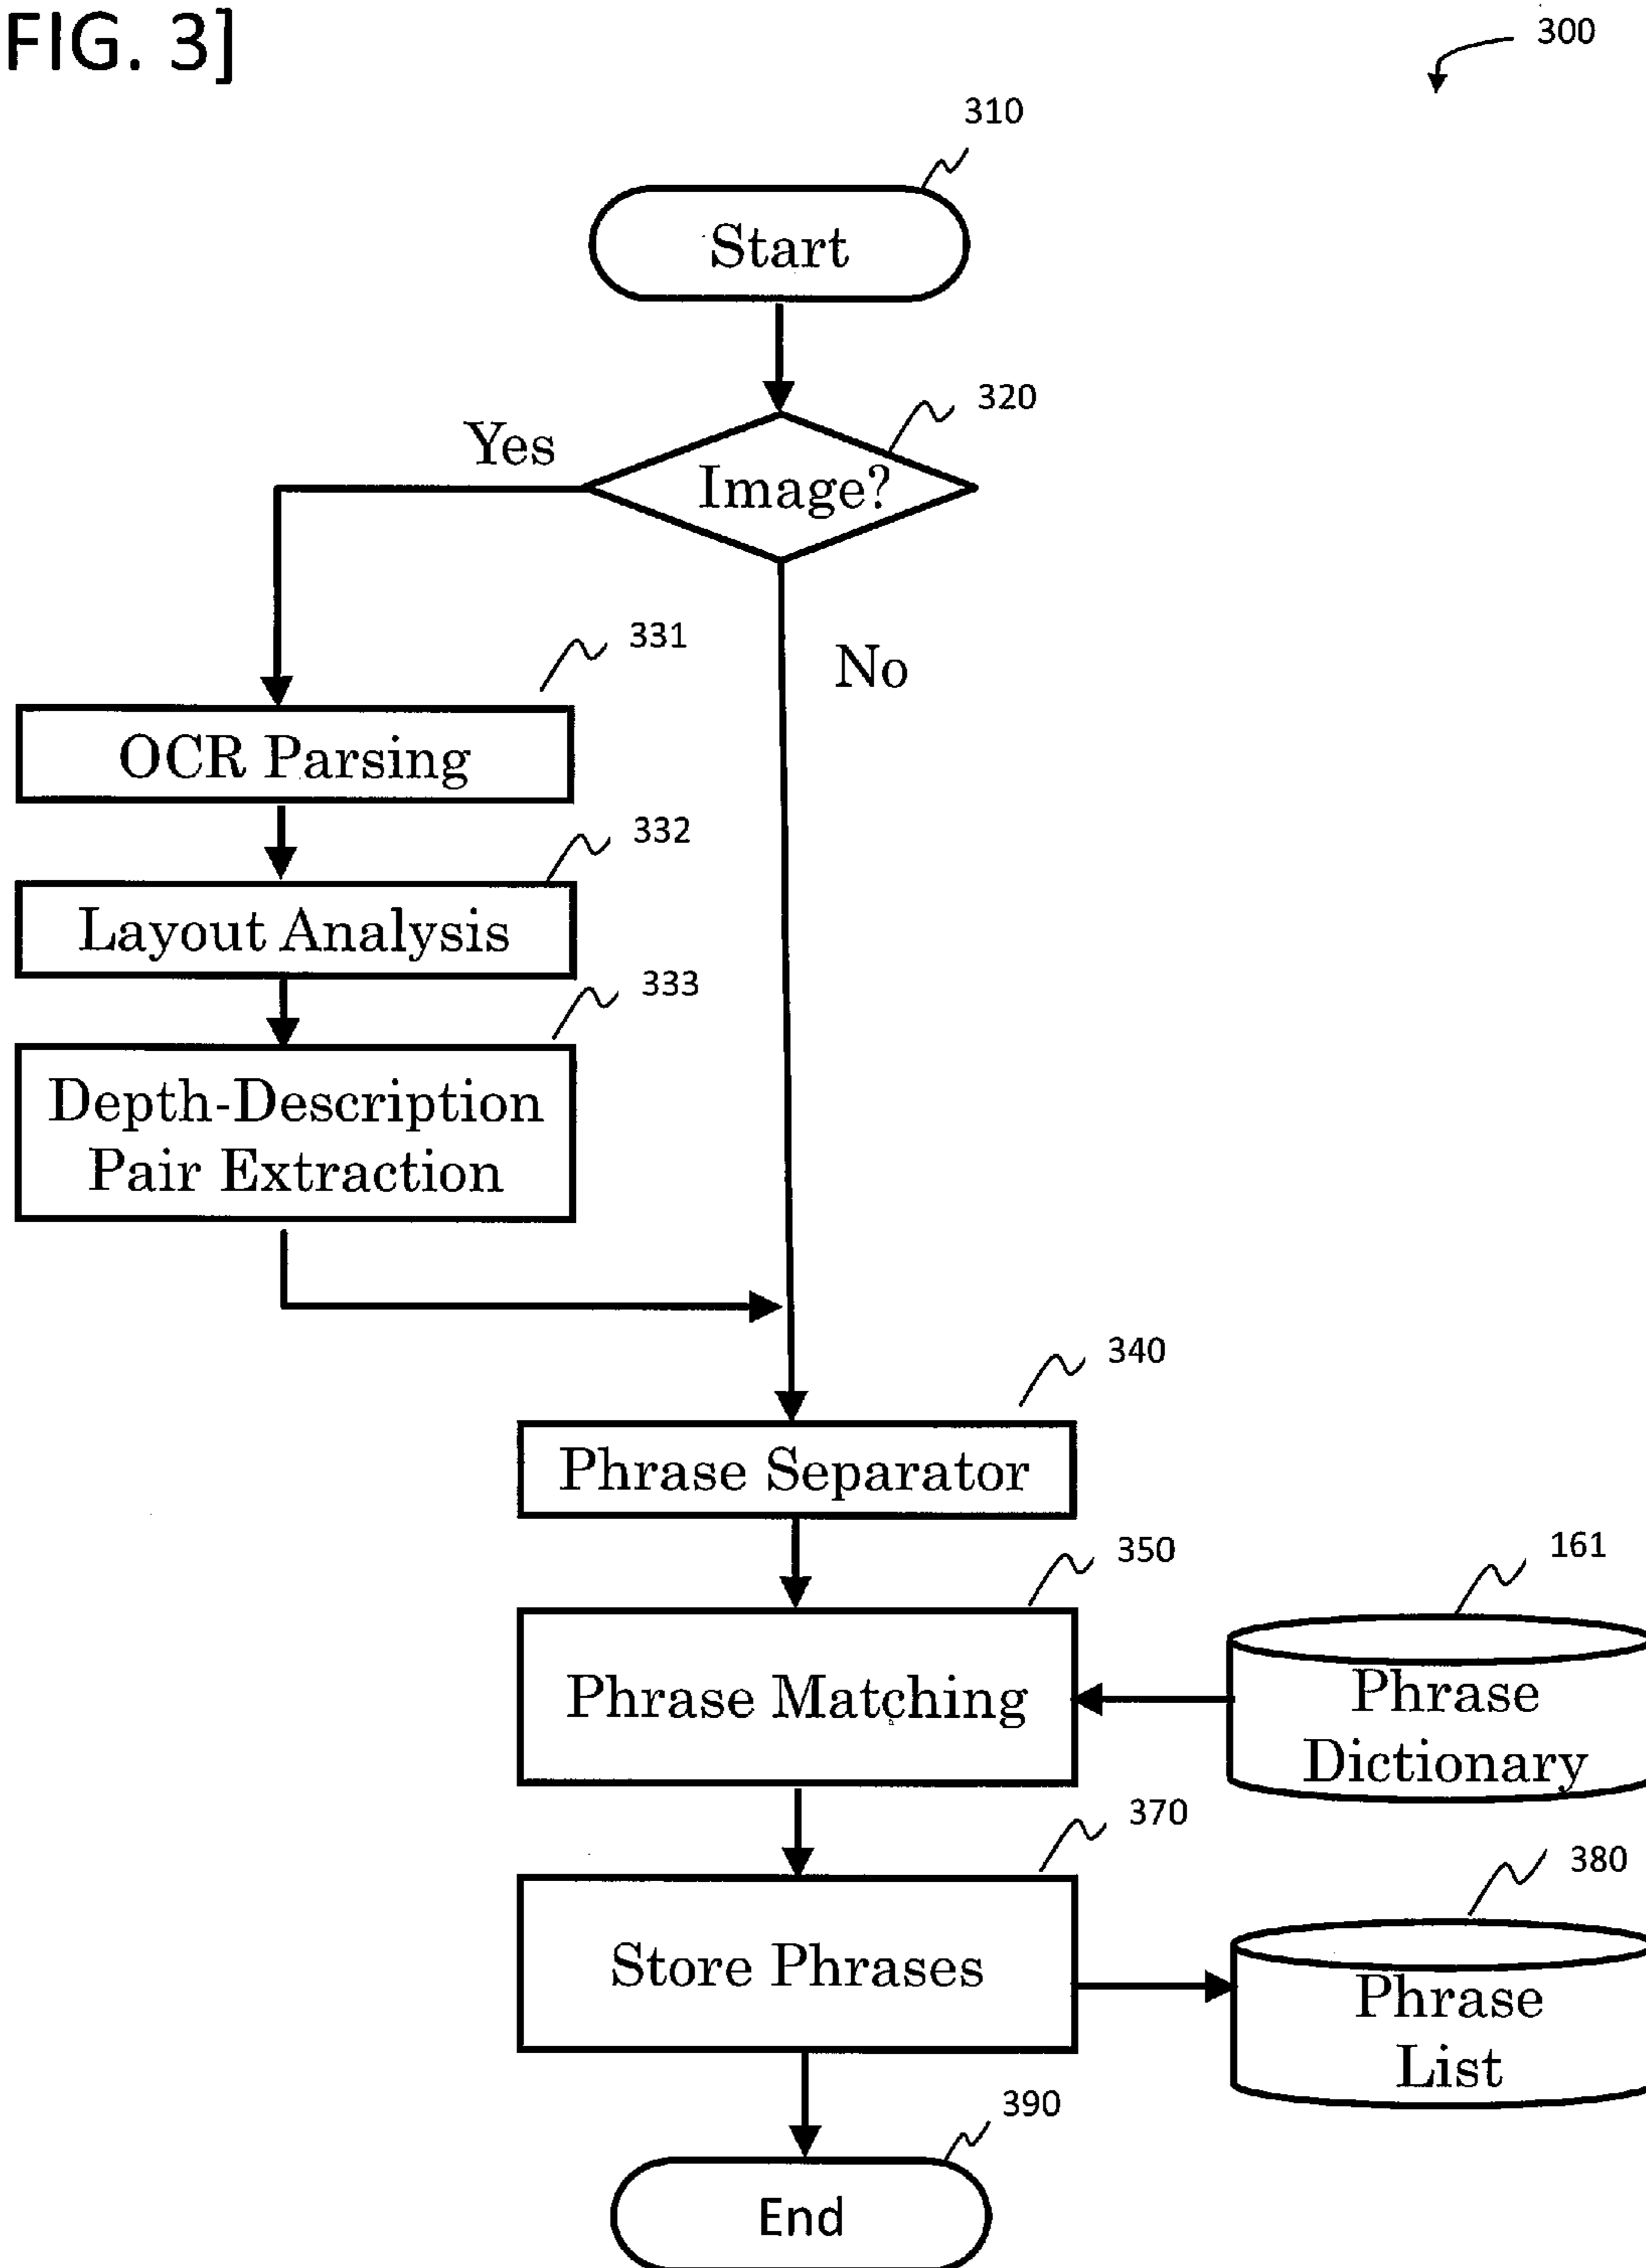 FIG. 3]
300
310
Start
320
Yes
Image?
No
331
OCR Parsing
332
Layout Analysis
333
Depth-Description
Pair Extraction
340
Phrase Separator
350
161
Phrase Matching
Phrase
Dictionary
370
380
Store Phrases
Phrase
List
390
End